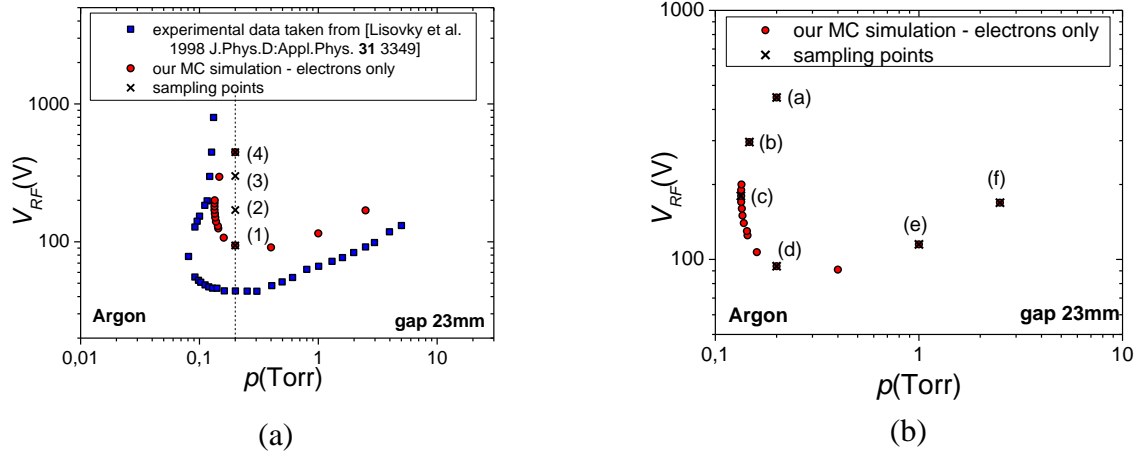 experimental data taken from [Lisovky et al.
1998 J.Phys.D:Appl.Phys. 31 3349]
our MC simulation - electrons only
sampling points
1000
100
V_RF(V)
(4)
(3)
(2)
(1)
Argon
gap 23mm
0,01
0,1
1
10
p(Torr)
(a)
our MC simulation - electrons only
sampling points
1000
100
V_RF(V)
(a)
(b)
(c)
(d)
(e)
(f)
Argon
gap 23mm
0,1
1
10
p(Torr)
(b)